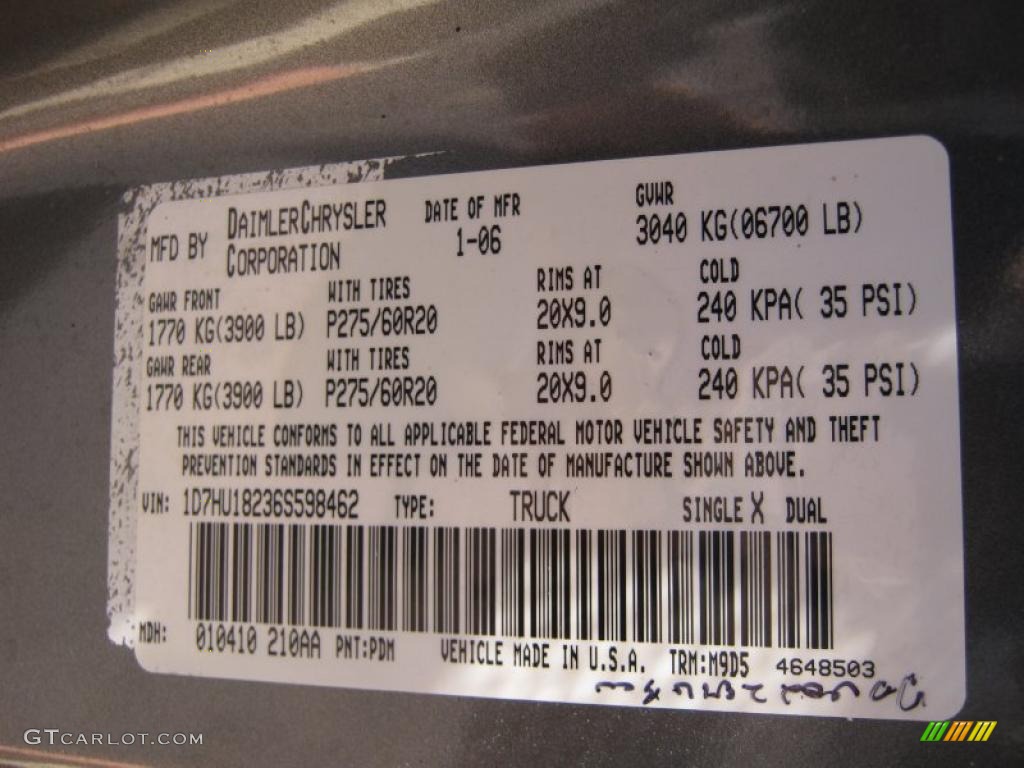 MFD BY DAIMLERCHRYSLER CORPORATION DATE OF MFR 1-06 GVWR 3040 KG(06700 LB)
GAWR FRONT WITH TIRES RIMS AT COLD
1770 KG(3900 LB) P275/60R20 20X9.0 240 KPA( 35 PSI)
GAWR REAR WITH TIRES RIMS AT COLD
1770 KG(3900 LB) P275/60R20 20X9.0 240 KPA( 35 PSI)
THIS VEHICLE CONFORMS TO ALL APPLICABLE FEDERAL MOTOR VEHICLE SAFETY AND THEFT
PREVENTION STANDARDS IN EFFECT ON THE DATE OF MANUFACTURE SHOWN ABOVE.
VIN: 1D7HU18236S598462 TYPE: TRUCK SINGLE X DUAL
MDH: 010410 210AA PNT:PDM VEHICLE MADE IN U.S.A. TRM:M9D5 4648503
GTCARLOT.COM